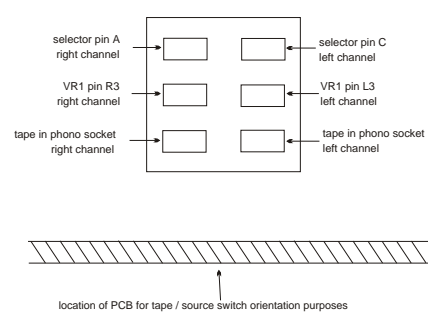 selector pin A
right channel
selector pin C
left channel
VR1 pin R3
right channel
VR1 pin L3
left channel
tape in phono socket
right channel
tape in phono socket
left channel
location of PCB for tape / source switch orientation purposes